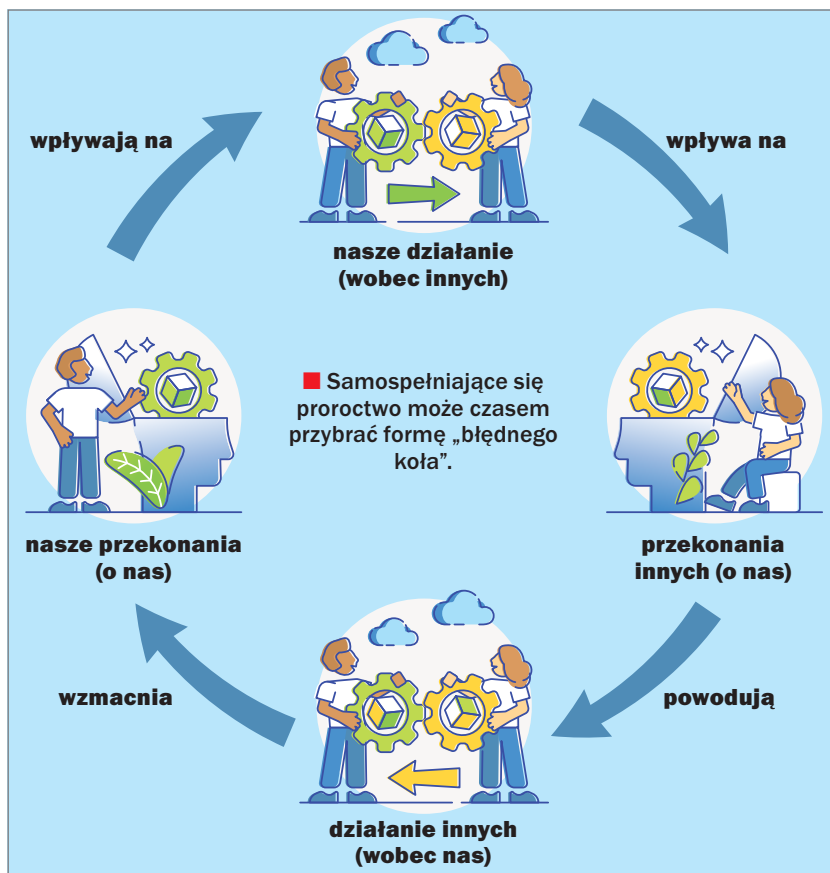 wpływają na
wpływa na
nasze działanie
(wobec innych)
Samospełniające się
proroctwo może czasem
przybrać formę „błędnego
koła”.
nasze przekonania
(o nas)
przekonania
innych (o nas)
wzmacnia
powodują
działanie innych
(wobec nas)